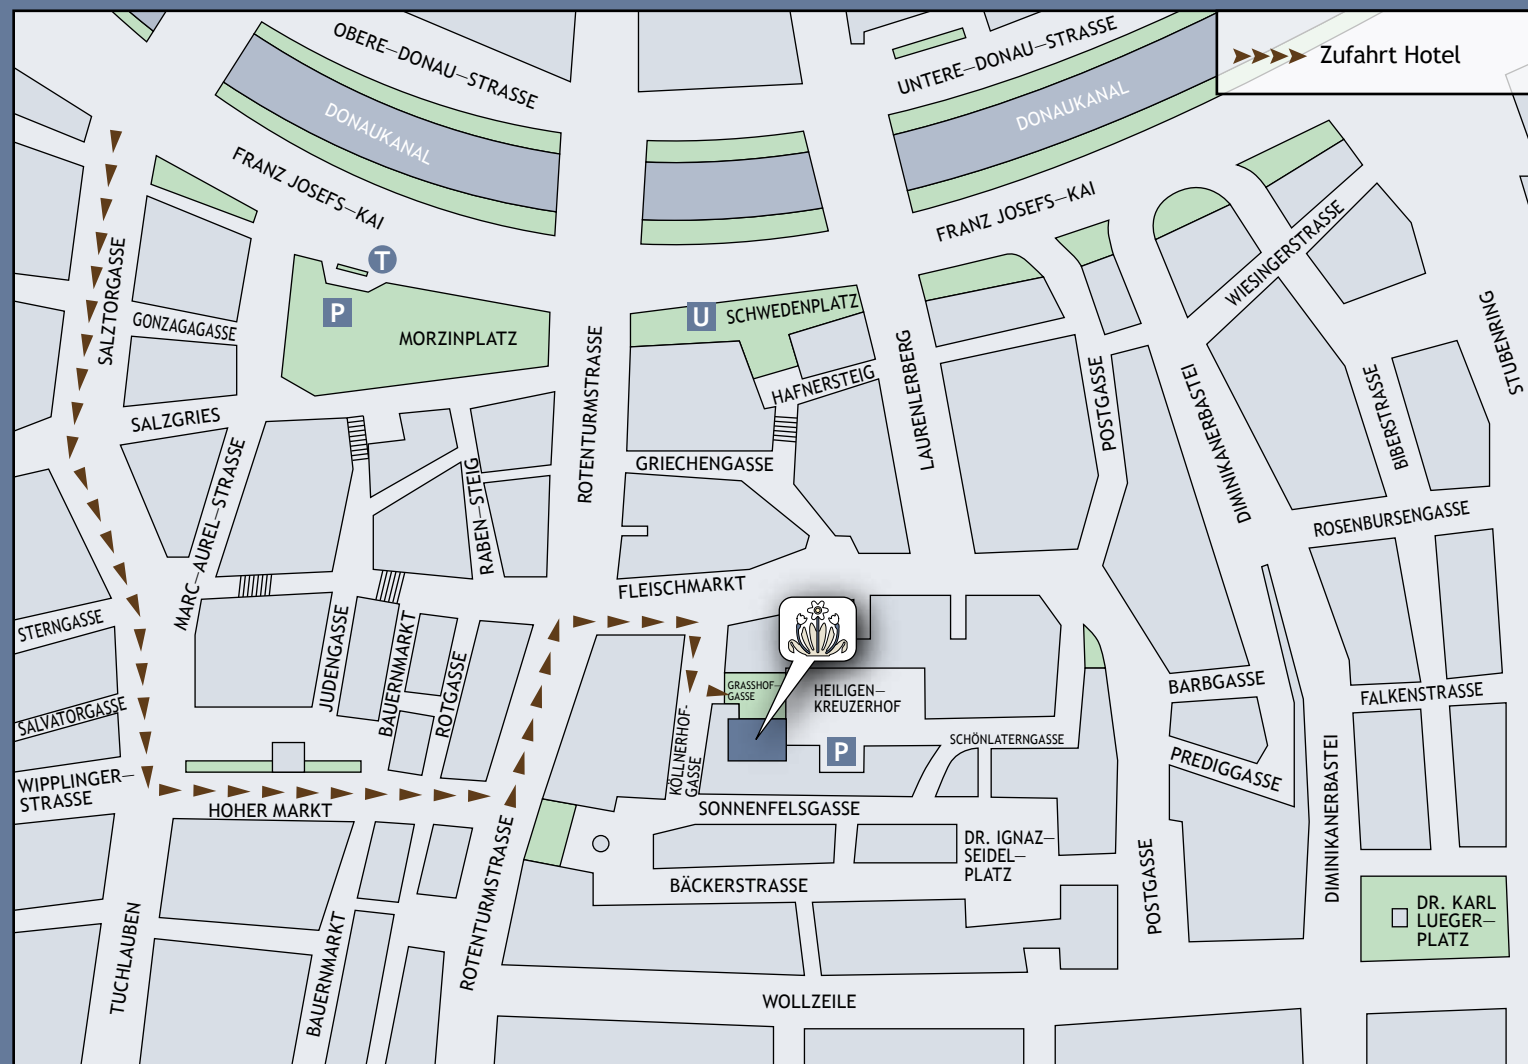 OBERE–DONAU–STRASSE
UNTERE–DONAU–STRASSE
Zufahrt Hotel
DONAUKANAL
DONAUKANAL
FRANZ JOSEFS–KAI
FRANZ JOSEFS–KAI
WIESINGERSTRASSE
SALZTORGASSE
T
P
MORZINPLATZ
GONZAGAGASSE
U
SCHWEDENPLATZ
STUBENRING
SALZGRIES
ROTENTURMSTRASSE
HAFNERSTEIG
LAURENLERBERG
POSTGASSE
DIMINIKANERBASTEI
BIBERSTRASSE
MARC–AUREL–STRASSE
RABEN–STEIG
GRIECHENGASSE
ROSENBURSENGASSE
FLEISCHMARKT
STERNGASSE
JUDENGASSE
BAUERNMARKT
ROTGASSE
GRASSHOF–
GASSE
HEILIGEN–
KREUZERHOF
BARBGASSE
FALKENSTRASSE
SALVATORGASSE
KÖLLNERHOF-
GASSE
P
SCHÖNLATERNGASSE
PREDIGGASSE
DIMINIKANERBASTEI
WIPPLINGER–
STRASSE
HOHER MARKT
SONNENFELSGASSE
DR. IGNAZ–
SEIDEL–
PLATZ
ROTENTURMSTRASSE
BÄCKERSTRASSE
POSTGASSE
DR. KARL
LUEGER–
PLATZ
TUCHLAUBEN
BAUERNMARKT
WOLLZEILE